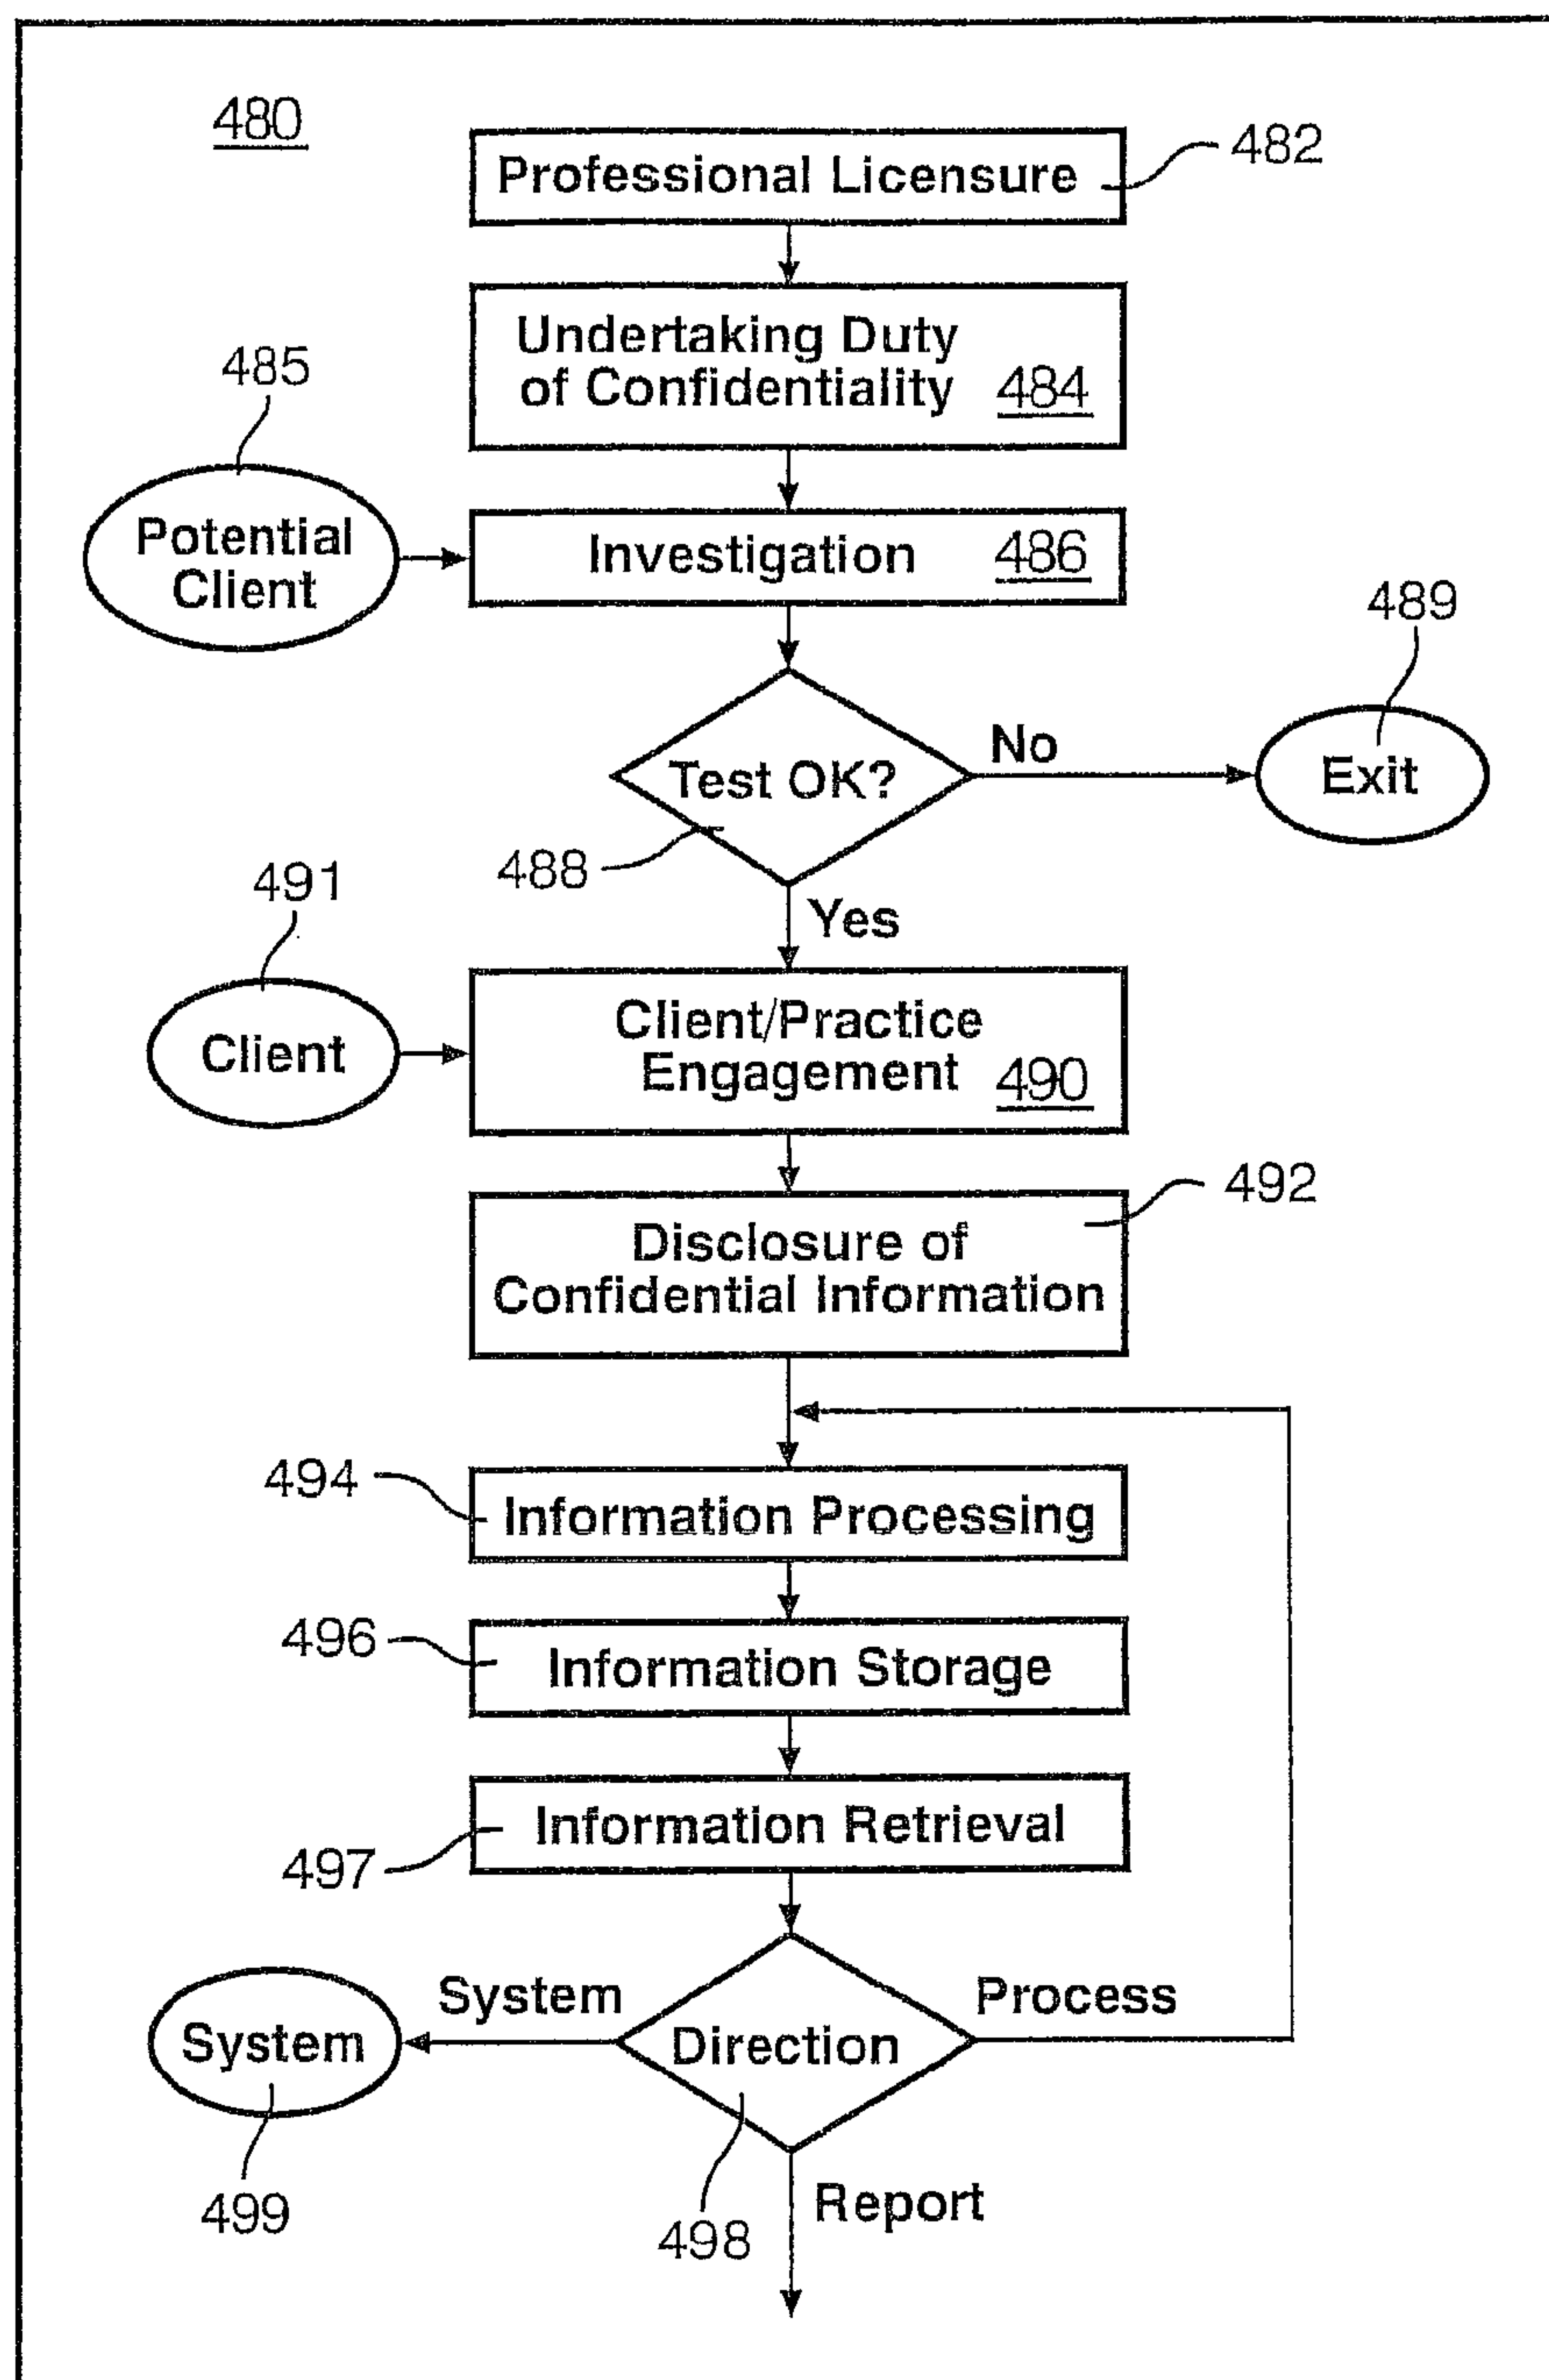 480
Professional Licensure
482
Undertaking Duty
of Confidentiality 484
485
Potential
Client
Investigation 486
489
Test OK?
No
Exit
488
Yes
491
Client
Client/Practice
Engagement 490
492
Disclosure of
Confidential Information
494
Information Processing
496
Information Storage
Information Retrieval
497
System
Process
System
Direction
499
498
Report